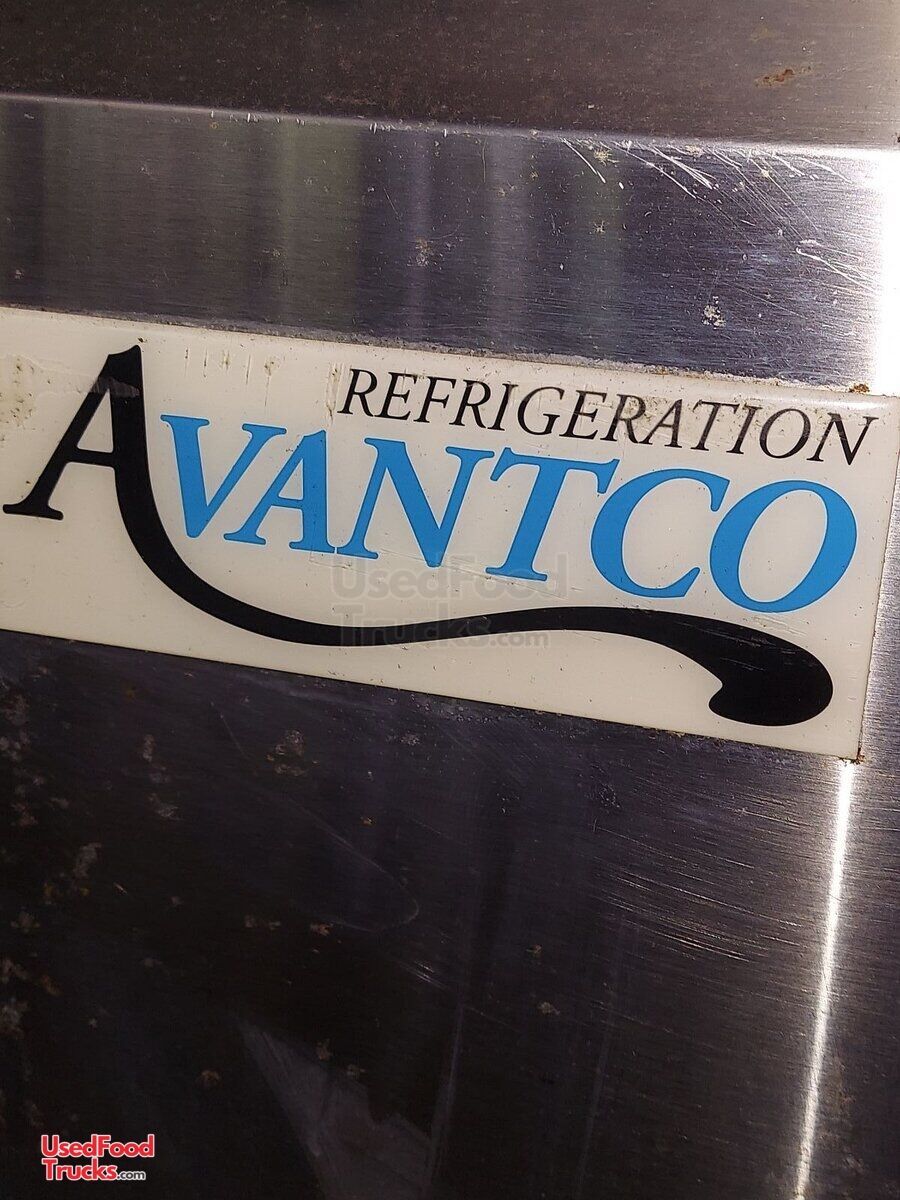 REFRIGERATION
AVANTCO
UsedFood
Trucks.com
UsedFood
Trucks.com